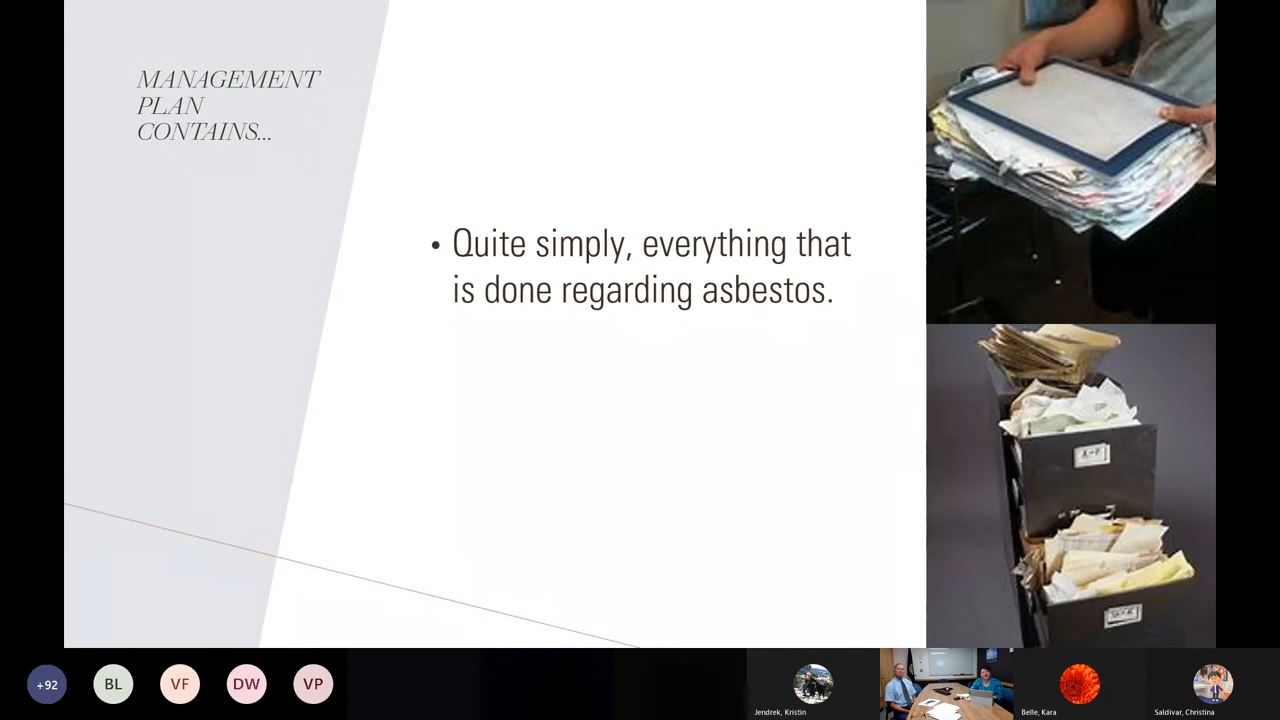 MANAGEMENT
PLAN
CONTAINS...
• Quite simply, everything that
is done regarding asbestos.
+92
BL
VF
DW
VP
Jendrek, Kristin
Belle, Kara
Saldivar, Christina